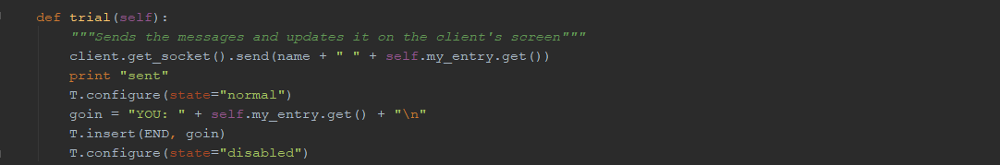 def trial(self):
"""Sends the messages and updates it on the client's screen"""
client.get_socket().send(name + " " + self.my_entry.get())
print "sent"
T.configure(state="normal")
goin = "YOU: " + self.my_entry.get() + "\n"
T.insert(END, goin)
T.configure(state="disabled")